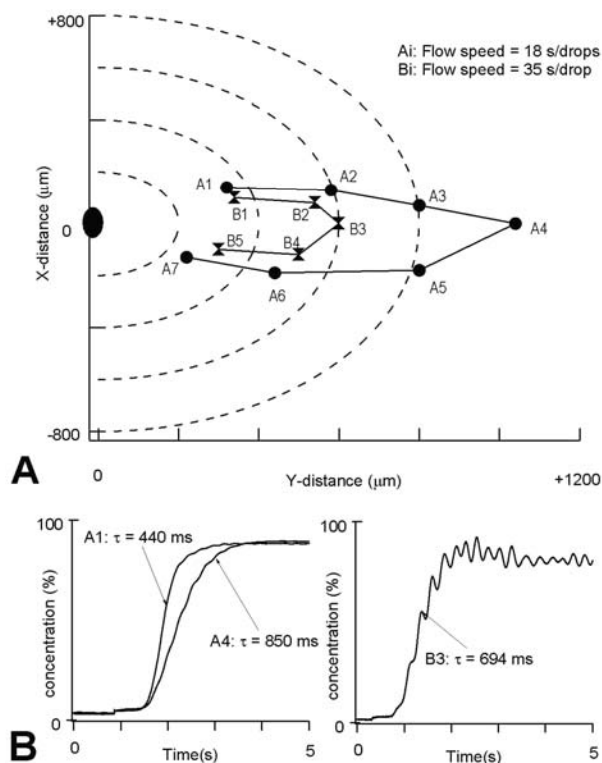 +800
Ai: Flow speed = 18 s/drops
Bi: Flow speed = 35 s/drop
X-distance (μm)
A1
A2
A3
B1
B2
B3
A4
0
B5
B4
A7
A6
A5
-800
A
0
Y-distance (μm)
+1200
100
100
A1: τ = 440 ms
concentration (%)
concentration (%)
A4: τ = 850 ms
B3: τ = 694 ms
0
100
B
0
Time(s)
5
0
Time(s)
5